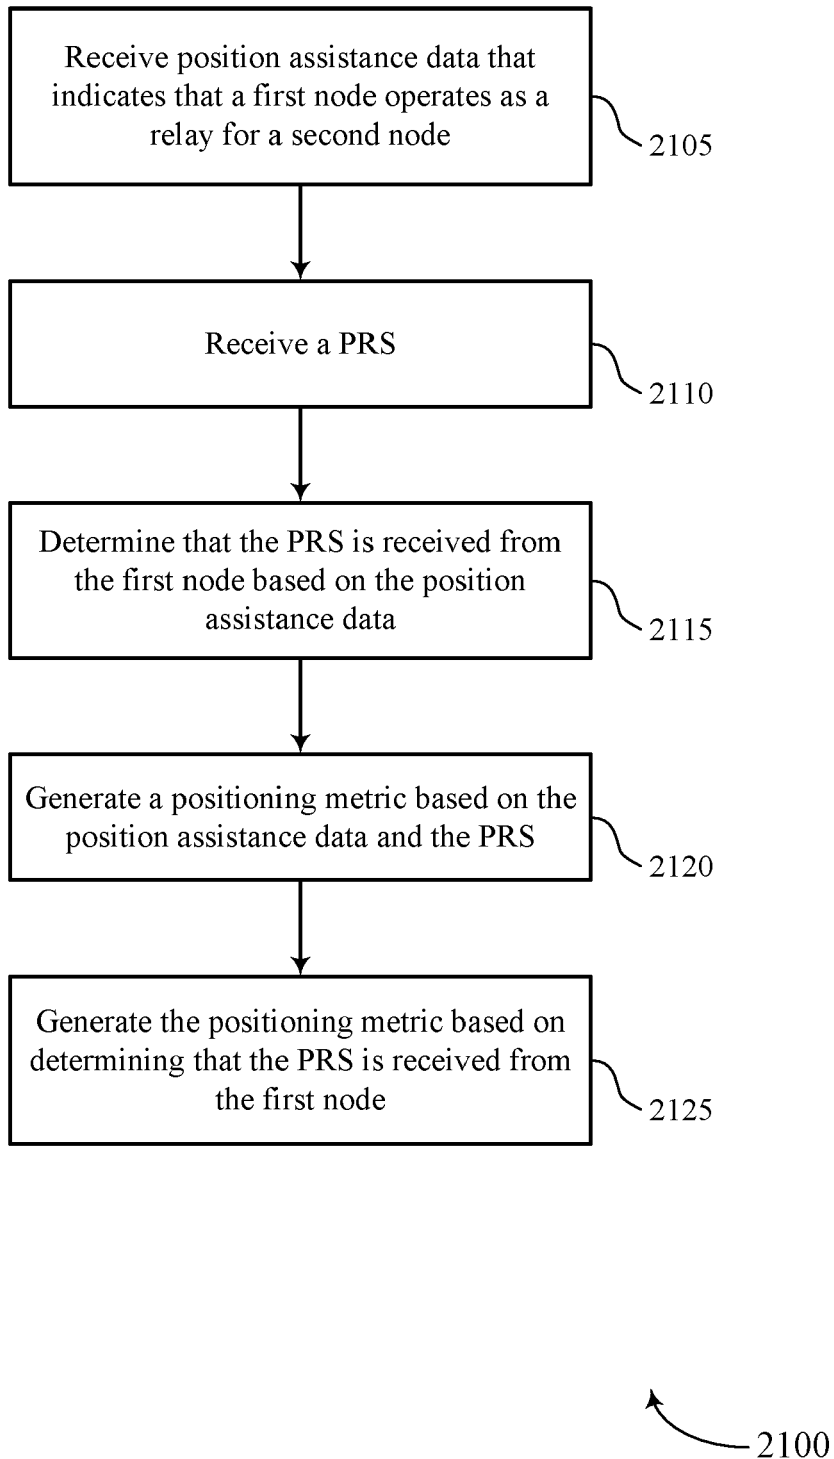 Receive position assistance data that
indicates that a first node operates as a
relay for a second node
2105
Receive a PRS
2110
Determine that the PRS is received from
the first node based on the position
assistance data
2115
Generate a positioning metric based on the
position assistance data and the PRS
2120
Generate the positioning metric based on
determining that the PRS is received from
the first node
2125
2100